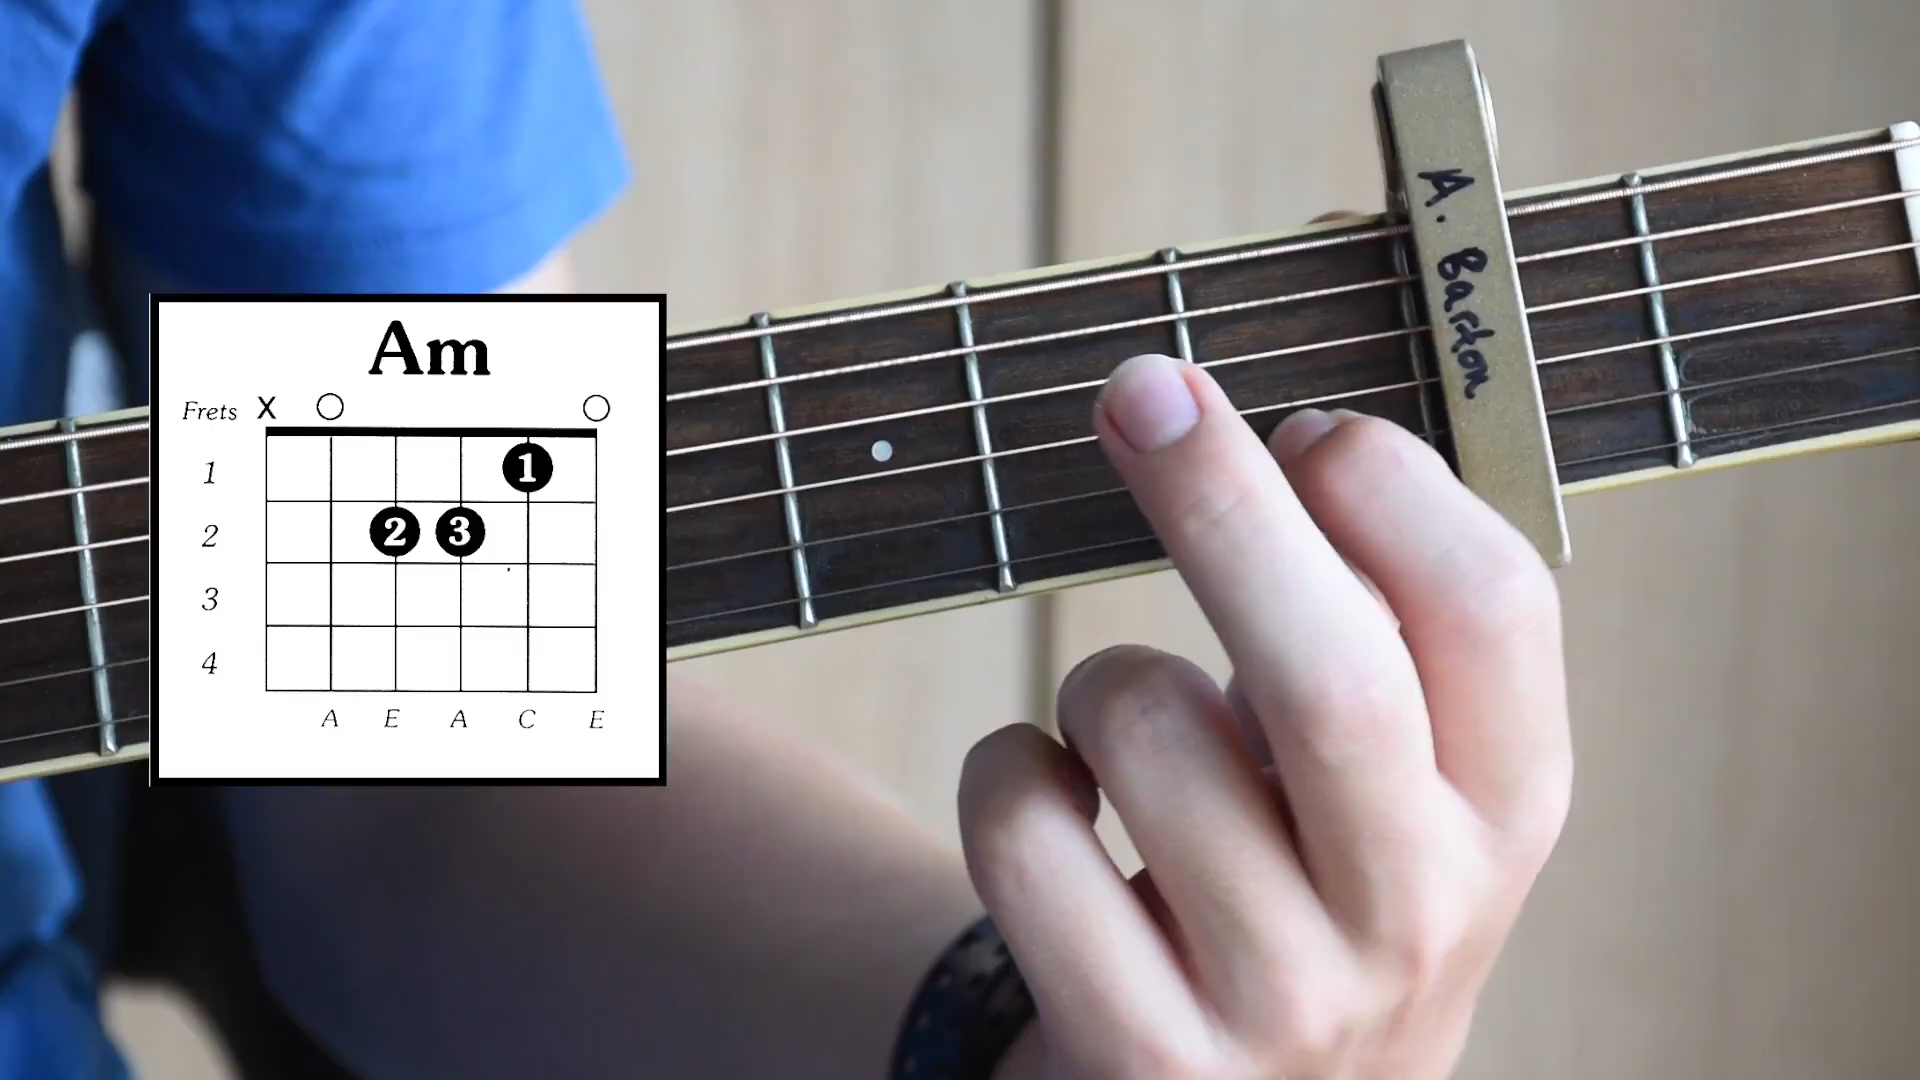 Am
Frets X ○ ○
1 1
2 2 3
3
4
A E A C E
A. Barton